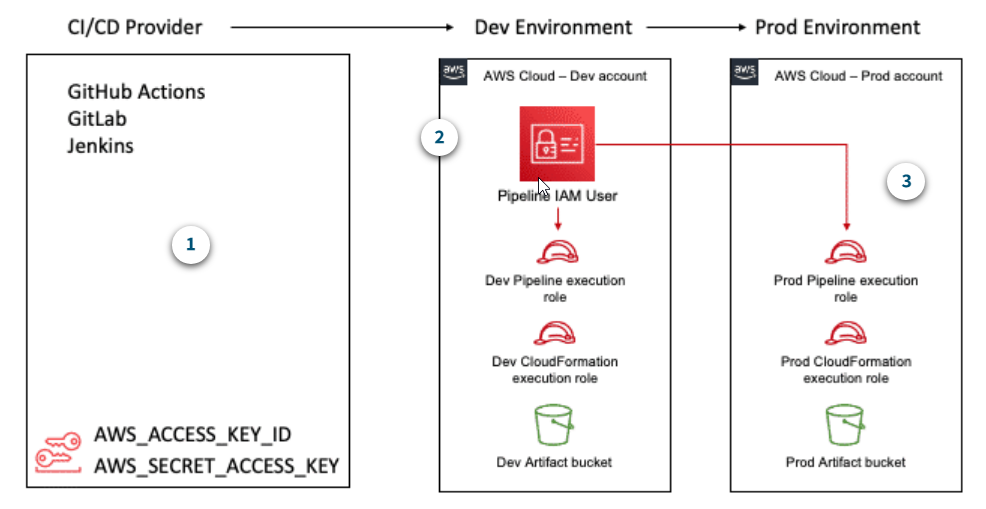 CI/CD Provider
Dev Environment
Prod Environment
GitHub Actions
GitLab
Jenkins
1
AWS_ACCESS_KEY_ID
AWS_SECRET_ACCESS_KEY
aws
AWS Cloud – Dev account
2
Pipeline IAM User
Dev Pipeline execution
role
Dev CloudFormation
execution role
Dev Artifact bucket
aws
AWS Cloud – Prod account
3
Prod Pipeline execution
role
Prod CloudFormation
execution role
Prod Artifact bucket